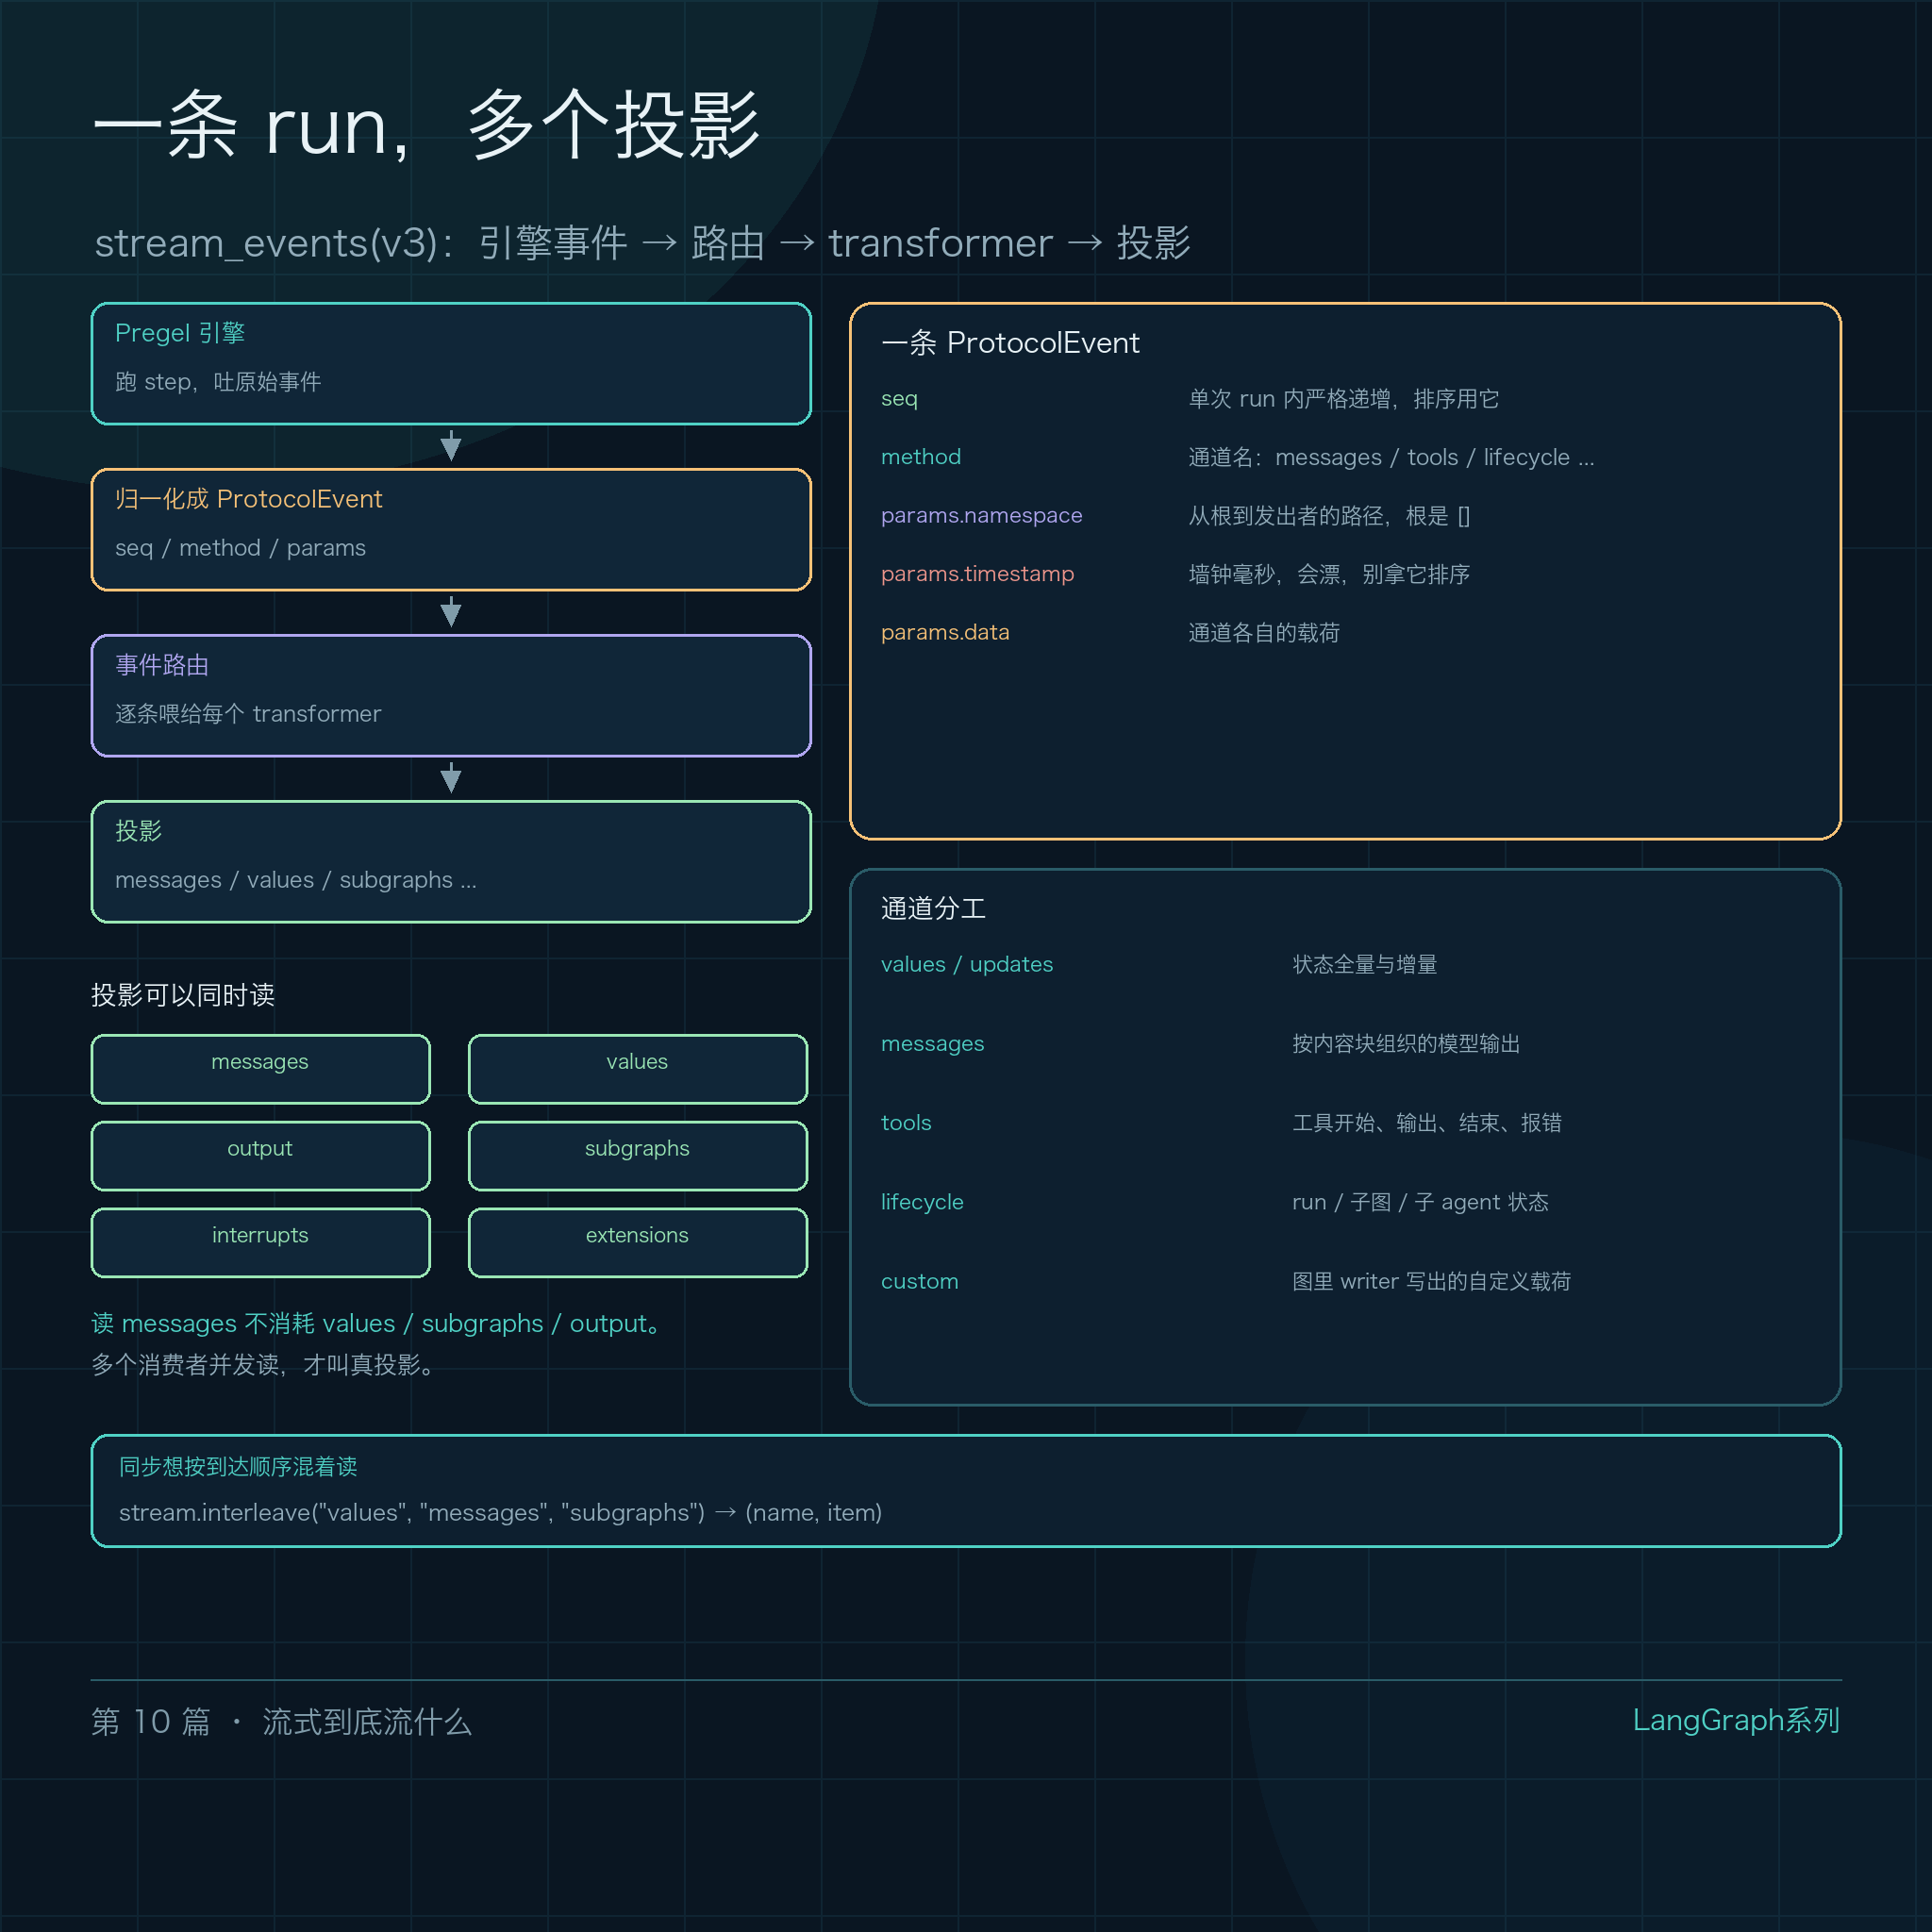 一条 run，多个投影
stream_events(v3)：引擎事件 → 路由 → transformer → 投影
Pregel 引擎
跑 step，吐原始事件
归一化成 ProtocolEvent
seq / method / params
事件路由
逐条喂给每个 transformer
投影
messages / values / subgraphs ...
投影可以同时读
messages
values
output
subgraphs
interrupts
extensions
读 messages 不消耗 values / subgraphs / output。
多个消费者并发读，才叫真投影。
一条 ProtocolEvent
seq 单次 run 内严格递增，排序用它
method 通道名：messages / tools / lifecycle ...
params.namespace 从根到发出者的路径，根是 []
params.timestamp 墙钟毫秒，会漂，别拿它排序
params.data 通道各自的载荷
通道分工
values / updates 状态全量与增量
messages 按内容块组织的模型输出
tools 工具开始、输出、结束、报错
lifecycle run / 子图 / 子 agent 状态
custom 图里 writer 写出的自定义载荷
同步想按到达顺序混着读
stream.interleave("values", "messages", "subgraphs") → (name, item)
第 10 篇 · 流式到底流什么
LangGraph系列